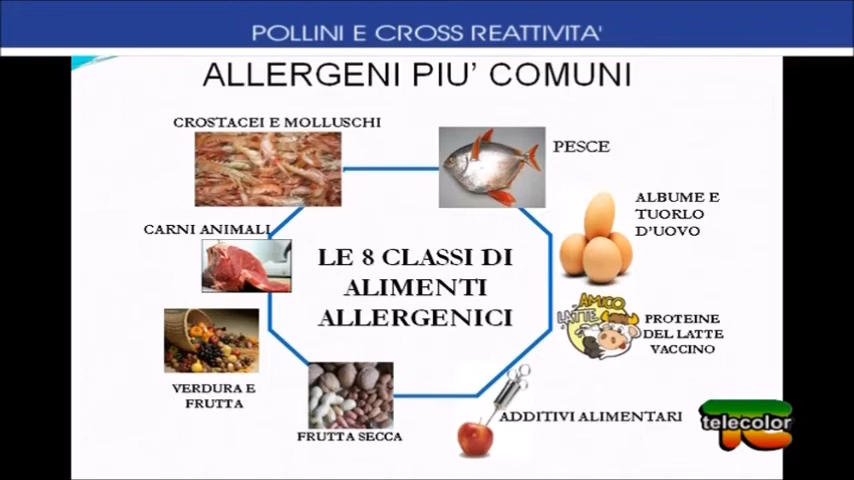 POLLINI E CROSS REATTIVITA'
ALLERGENI PIU' COMUNI
CROSTACEI E MOLLUSCHI
PESCE
ALBUME E
TUORLO
D'UOVO
CARNI ANIMALI
LE 8 CLASSI DI
ALIMENTI
ALLERGENICI
AMICO
LATTE
PROTEINE
DEL LATTE
VACCINO
VERDURA E
FRUTTA
FRUTTA SECCA
ADDITIVI ALIMENTARI
TC
telecolor